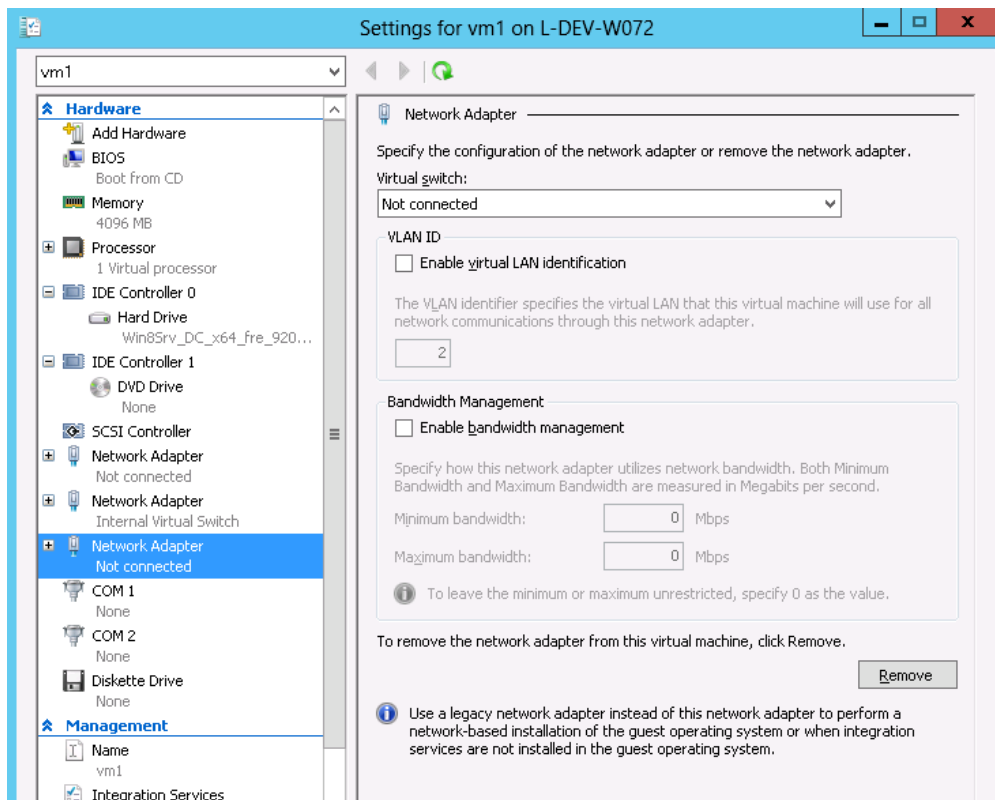 Settings for vm1 on L-DEV-W072
vm1
Hardware
Add Hardware
BIOS
Boot from CD
Memory
4096 MB
Processor
1 Virtual processor
IDE Controller 0
Hard Drive
Win8Srv_DC_x64_fre_920...
IDE Controller 1
DVD Drive
None
SCSI Controller
Network Adapter
Not connected
Network Adapter
Internal Virtual Switch
Network Adapter
Not connected
COM 1
None
COM 2
None
Diskette Drive
None
Management
Name
vm1
Integration Services
Network Adapter
Specify the configuration of the network adapter or remove the network adapter.
Virtual switch:
Not connected
VLAN ID
Enable virtual LAN identification
The VLAN identifier specifies the virtual LAN that this virtual machine will use for all
network communications through this network adapter.
2
Bandwidth Management
Enable bandwidth management
Specify how this network adapter utilizes network bandwidth. Both Minimum
Bandwidth and Maximum Bandwidth are measured in Megabits per second.
Minimum bandwidth: 0 Mbps
Maximum bandwidth: 0 Mbps
To leave the minimum or maximum unrestricted, specify 0 as the value.
To remove the network adapter from this virtual machine, click Remove.
Remove
Use a legacy network adapter instead of this network adapter to perform a
network-based installation of the guest operating system or when integration
services are not installed in the guest operating system.